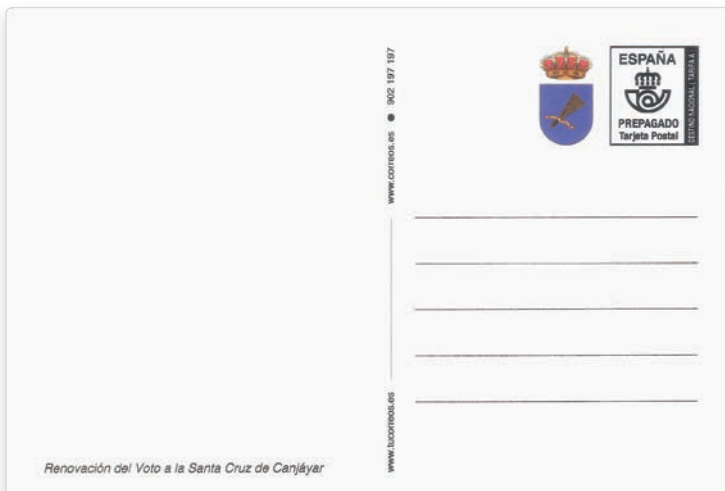 ESPAÑA
PREPAGADO
Tarjeta Postal
DESTINO NACIONAL | TARIFA A
www.correos.es ● 902 197 197
www.tucorreos.es
Renovación del Voto a la Santa Cruz de Canjáyar